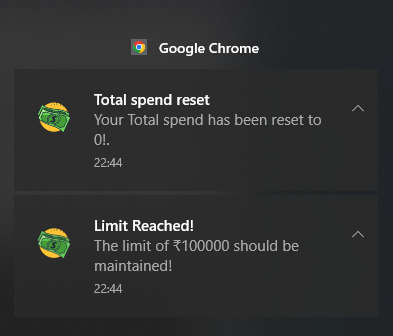 Google Chrome
Total spend reset
Your Total spend has been reset to
0!.
22:44
Limit Reached!
The limit of ₹100000 should be
maintained!
22:44